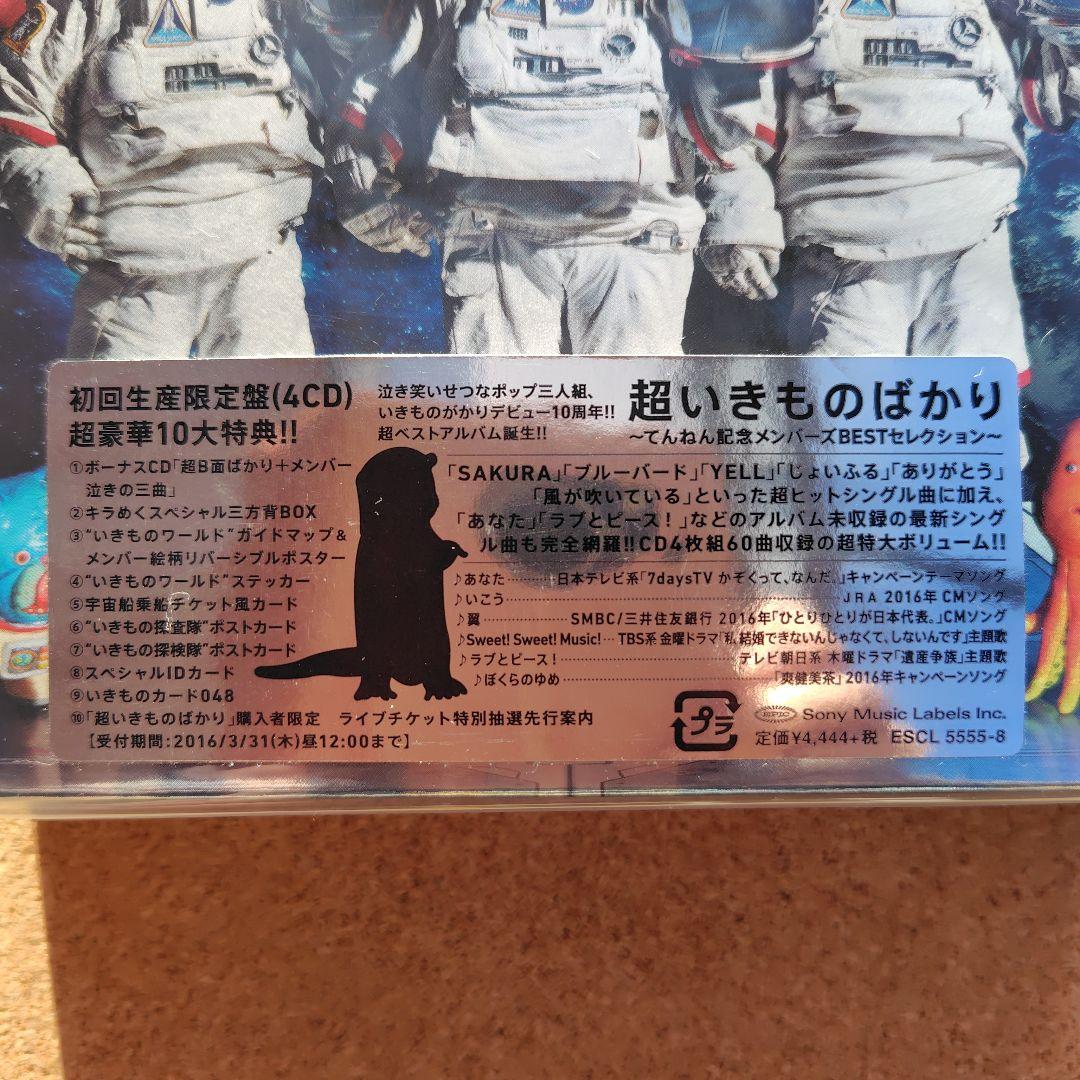 初回生産限定盤(4CD)
超豪華10大特典!!
①ボーナスCD「超B面ばかり+メンバー
泣きの三曲」
②キラめくスペシャル三方背BOX
③"いきものワールド"ガイドマップ&
メンバー絵柄リバーシブルポスター
④"いきものワールド"ステッカー
⑤宇宙船乗船チケット風カード
⑥"いきもの探査隊"ポストカード
⑦"いきもの探検隊"ポストカード
⑧スペシャルIDカード
⑨いきものカード048
⑩「超いきものばかり」購入者限定 ライブチケット特別抽選先行案内
【受付期間:2016/3/31(木)昼12:00まで】
泣き笑いせつなポップ三人組、
いきものがかりデビュー10周年!!
超ベストアルバム誕生!!
超いきものばかり
～てんねん記念メンバーズBESTセレクション～
「SAKURA」「ブルーバード」「YELL」「じょいふる」「ありがとう」
「風が吹いている」といった超ヒットシングル曲に加え、
「あなた」「ラブとピース!」などのアルバム未収録の最新シング
ル曲も完全網羅!!CD4枚組60曲収録の超特大ボリューム!!
♪あなた………日本テレビ系「7daysTV かぞくって、なんだ。」キャンペーンテーマソング
♪いこう………JRA 2016年 CMソング
♪翼………SMBC/三井住友銀行 2016年「ひとりひとりが日本代表。」CMソング
♪Sweet! Sweet! Music!…TBS系 金曜ドラマ「私 結婚できないんじゃなくて、しないんです」主題歌
♪ラブとピース!………テレビ朝日系 木曜ドラマ「遺産争族」主題歌
♪ぼくらのゆめ………「爽健美茶」2016年キャンペーンソング
プラ
EPIC Sony Music Labels Inc.
定価¥4,444+税 ESCL 5555-8